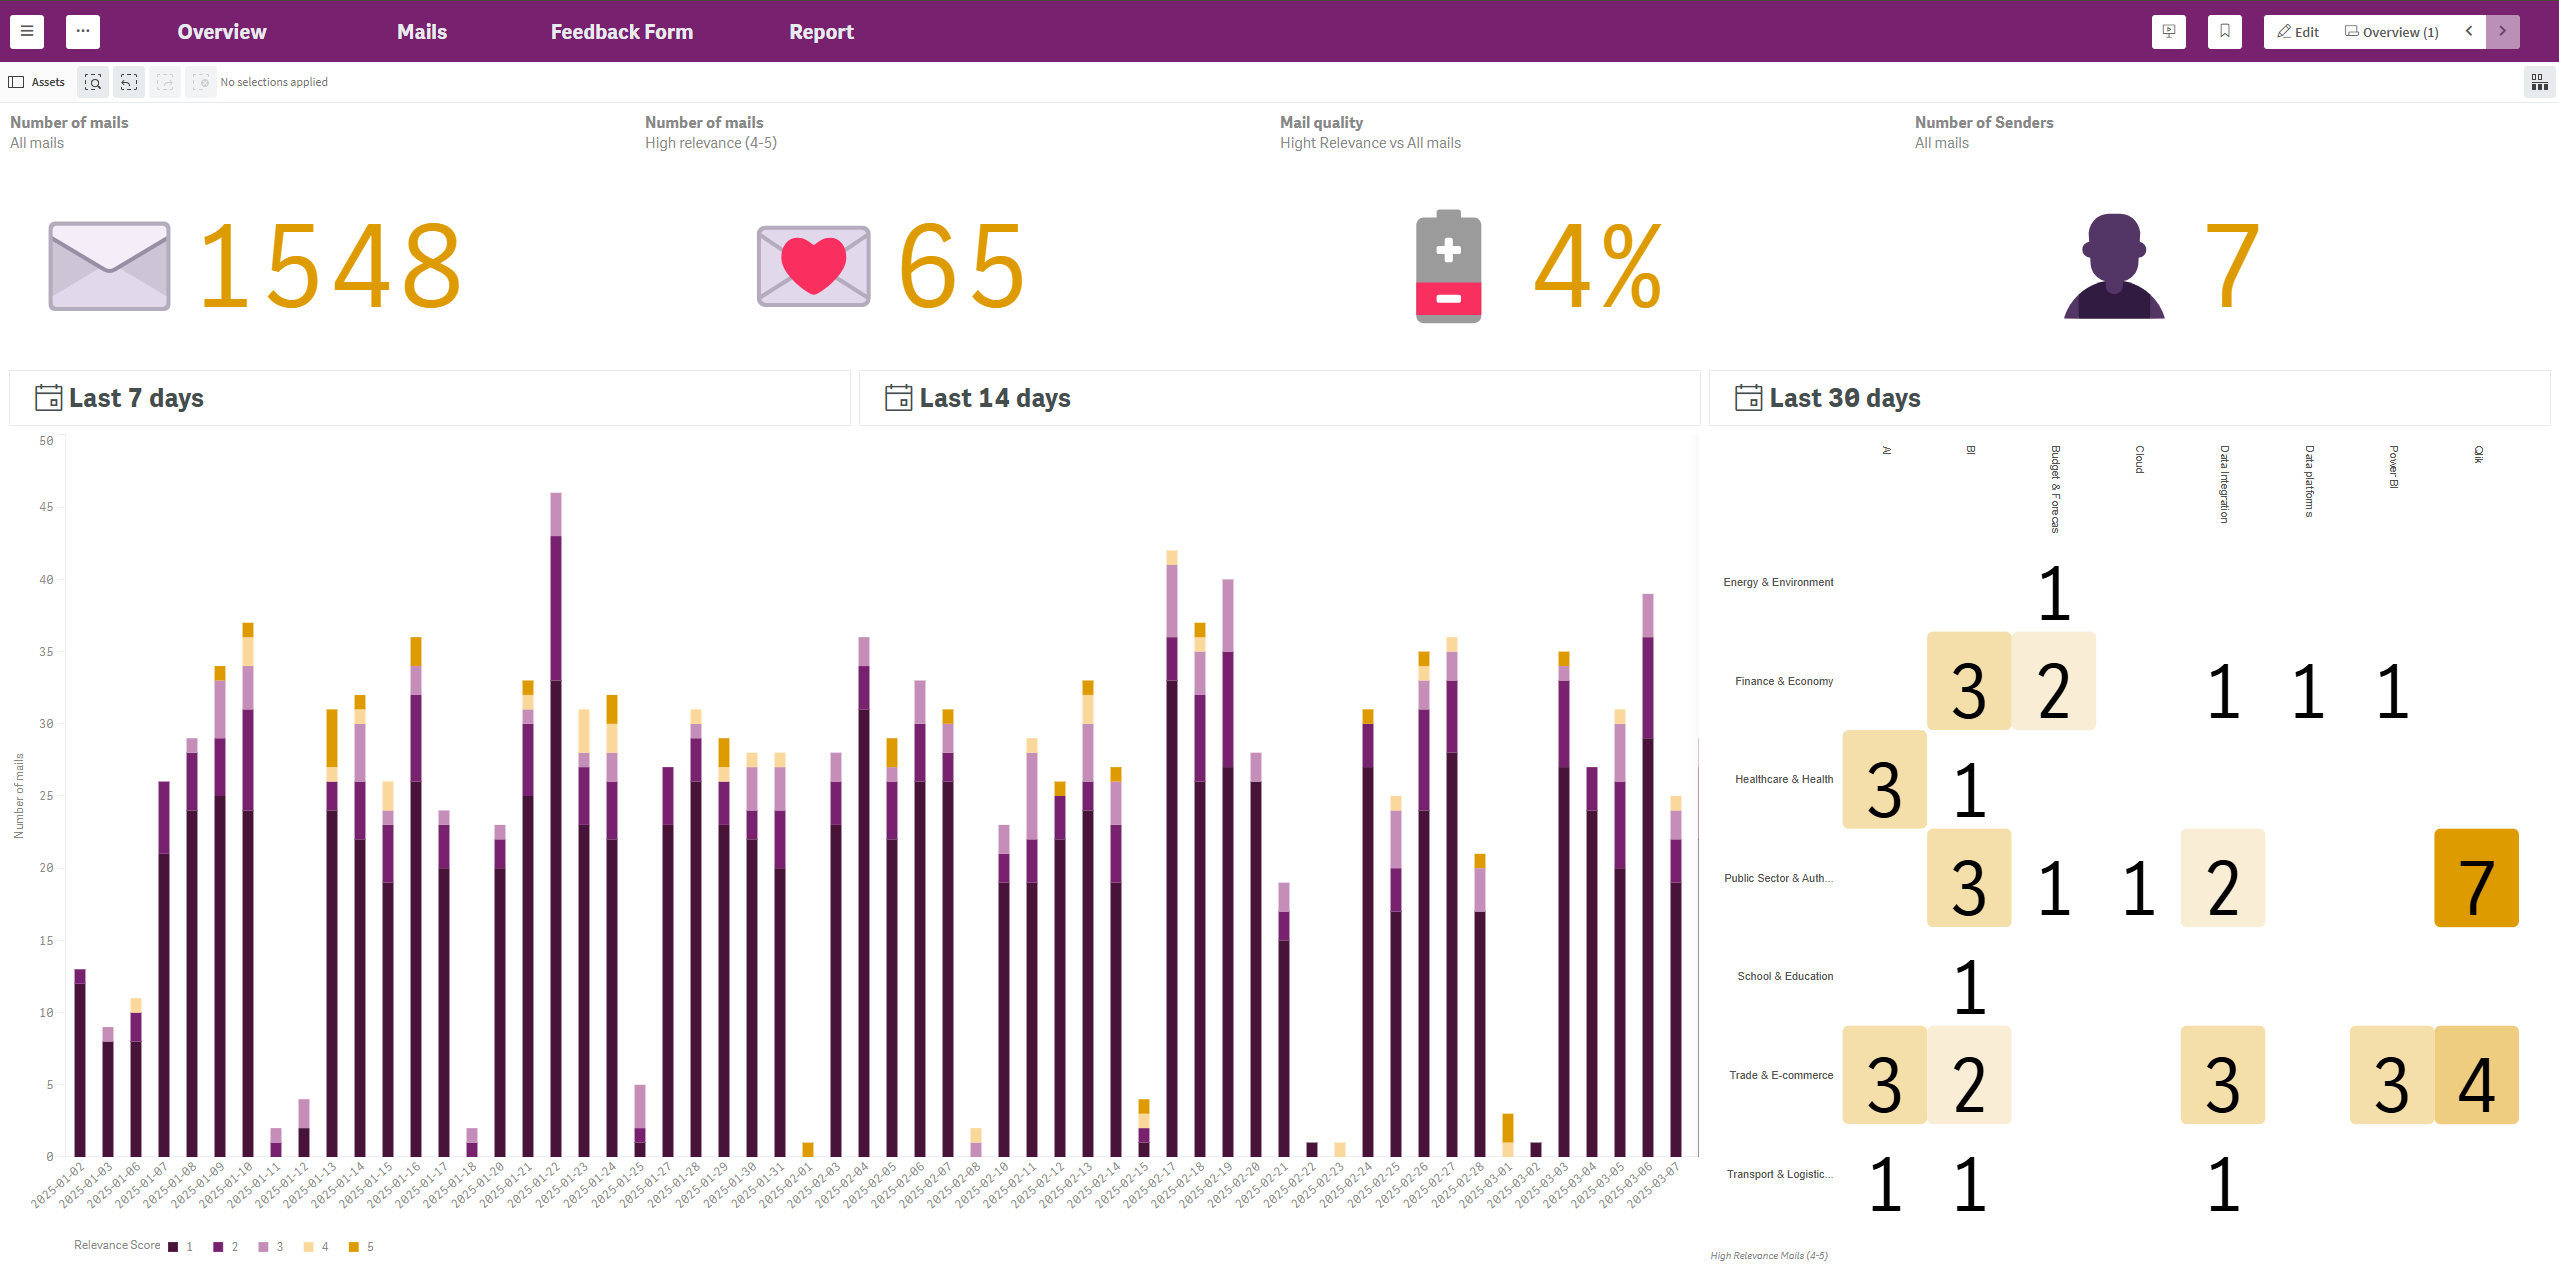 Overview Mails Feedback Form Report Edit Overview (1)
Assets No selections applied
Number of mails
All mails
Number of mails
High relevance (4-5)
Mail quality
Hight Relevance vs All mails
Number of Senders
All mails
1548
65
4%
7
Last 7 days
Last 14 days
Last 30 days
50
45
40
35
30
25
20
15
10
5
0
Number of mails
2025-01-02
2025-01-03
2025-01-06
2025-01-07
2025-01-08
2025-01-09
2025-01-10
2025-01-11
2025-01-12
2025-01-13
2025-01-14
2025-01-15
2025-01-16
2025-01-17
2025-01-18
2025-01-20
2025-01-21
2025-01-22
2025-01-23
2025-01-24
2025-01-25
2025-01-27
2025-01-28
2025-01-29
2025-01-30
2025-01-31
2025-02-01
2025-02-03
2025-02-04
2025-02-05
2025-02-06
2025-02-07
2025-02-08
2025-02-10
2025-02-11
2025-02-12
2025-02-13
2025-02-14
2025-02-15
2025-02-17
2025-02-18
2025-02-19
2025-02-20
2025-02-21
2025-02-22
2025-02-23
2025-02-24
2025-02-25
2025-02-26
2025-02-27
2025-02-28
2025-03-01
2025-03-02
2025-03-03
2025-03-04
2025-03-05
2025-03-06
2025-03-07
Relevance Score 1 2 3 4 5
AI
BI
Budget & Forecas
Cloud
Data Integration
Data platforms
Power BI
Qlik
Energy & Environment 1
Finance & Economy 3 2 1 1 1
Healthcare & Health 3 1
Public Sector & Auth... 3 1 1 2 7
School & Education 1
Trade & E-commerce 3 2 3 3 4
Transport & Logistic... 1 1 1
High Relevance Mails (4-5)